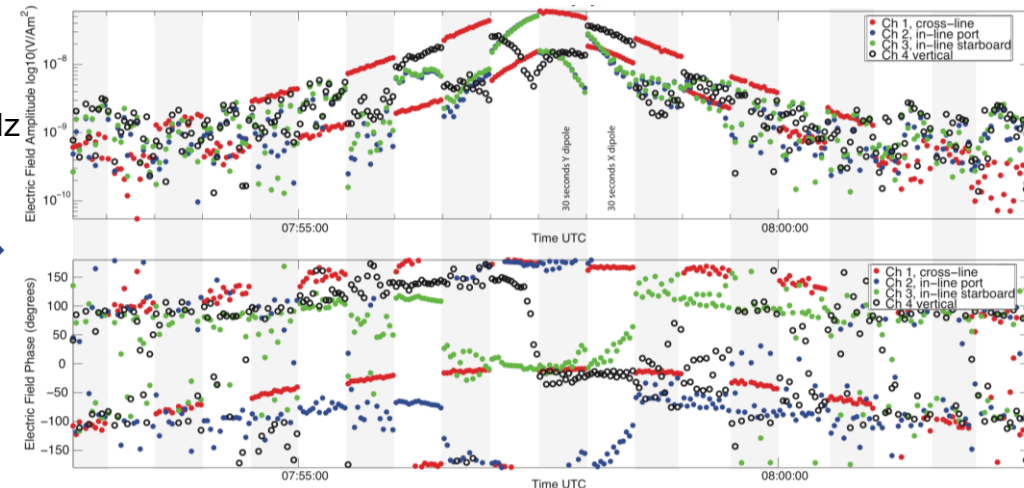 Electric Field Amplitude log10(V/Am²)
10⁻⁸
10⁻⁹
10⁻¹⁰
Ch 1, cross-line
Ch 2, in-line port
Ch 3, in-line starboard
Ch 4 vertical
30 seconds Y dipole
30 seconds X dipole
07:55:00
08:00:00
Time UTC
Electric Field Phase (degrees)
150
100
50
0
−50
−100
−150
Ch 1, cross-line
Ch 2, in-line port
Ch 3, in-line starboard
Ch 4 vertical
07:55:00
08:00:00
Time UTC